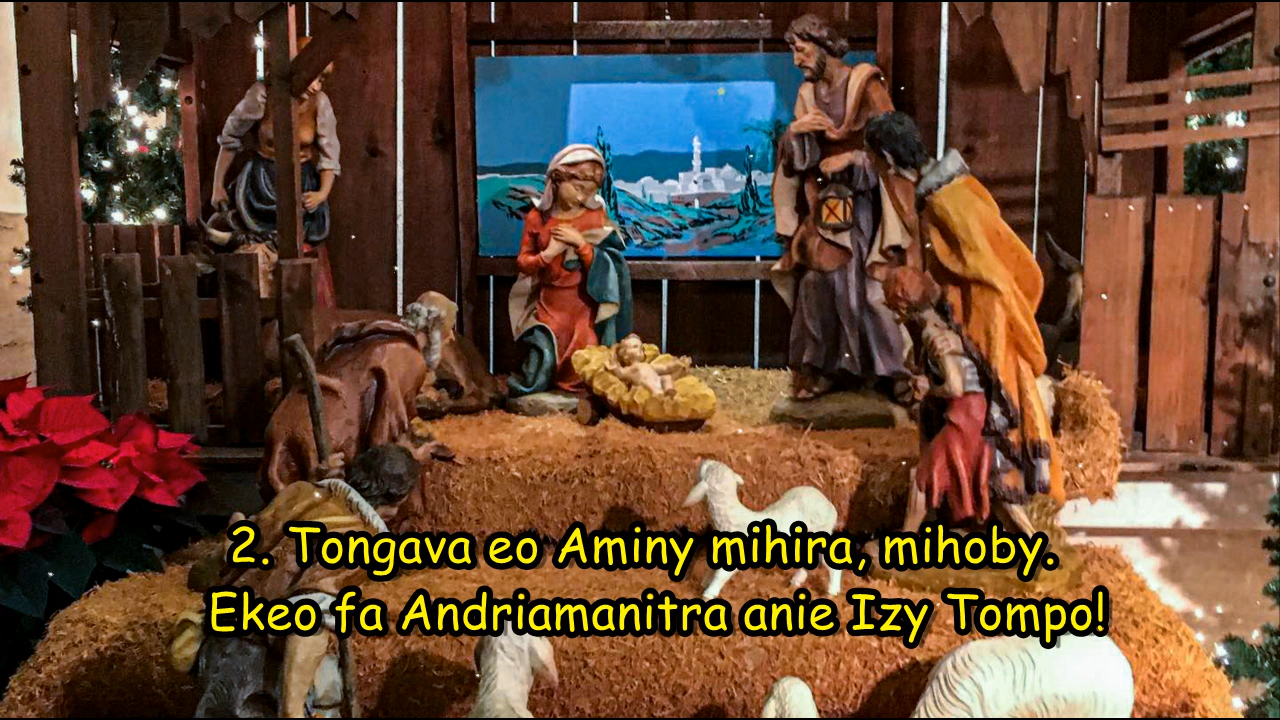 2. Tongava eo Aminy mihira, mihoby.
Ekeo fa Andriamanitra anie Izy Tompo!